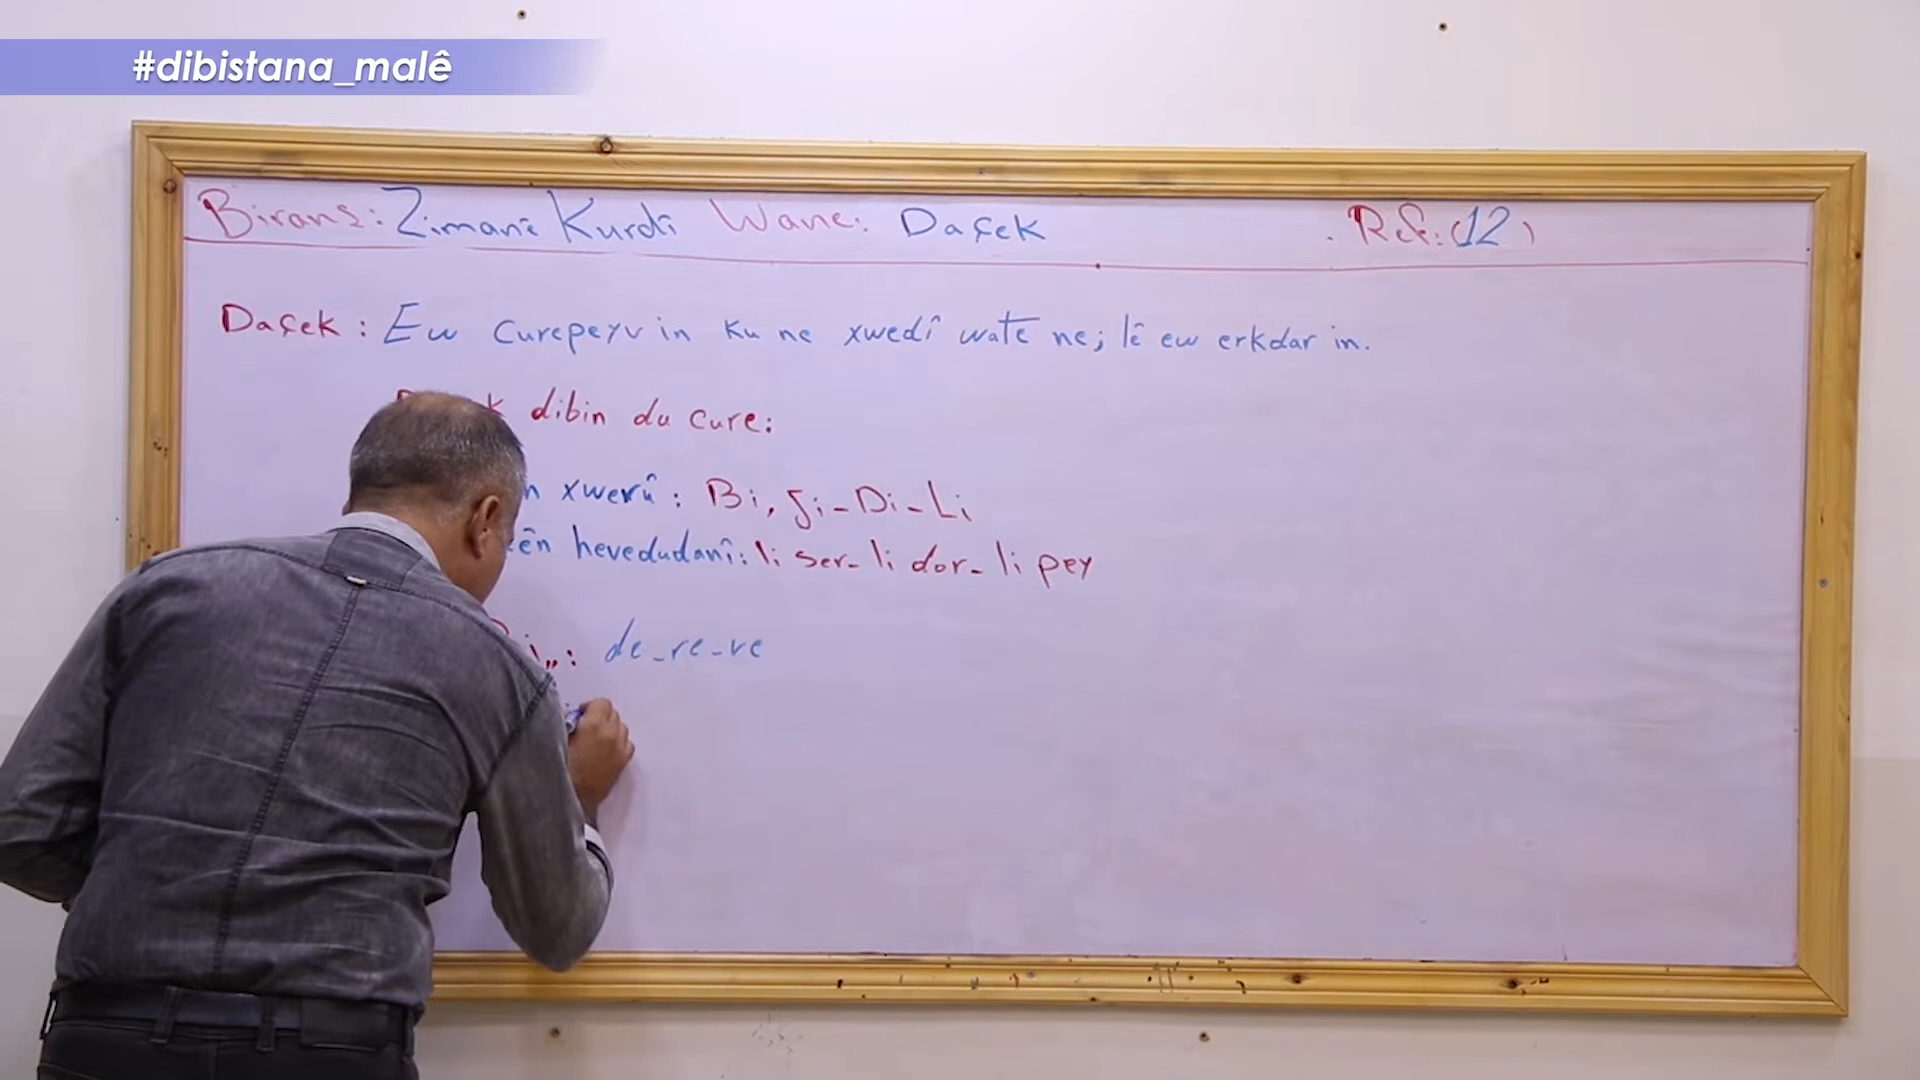 #dibistana_malê
Birans: Zimanê Kurdî Wane: Daçek Ref: (12)
Daçek: Ew curepeyv in ku ne xwedî wate ne; lê ew erkdar in.
dibin du cure:
xwerû: Bi, Ji - Di - Li
hevedudanî: li ser - li dor - li pey
de - re - ve